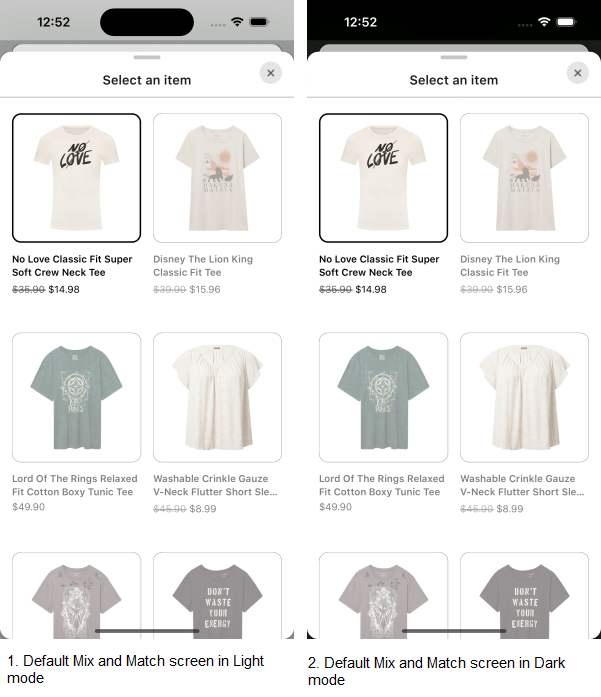 12:52
Select an item
NO
LOVE
HAKUNA
MATATA
No Love Classic Fit Super
Soft Crew Neck Tee
$35.90 $14.98
Disney The Lion King
Classic Fit Tee
$39.90 $15.96
Lord Of The Rings Relaxed
Fit Cotton Boxy Tunic Tee
$49.90
Washable Crinkle Gauze
V-Neck Flutter Short Sle...
$45.90 $8.99
DON'T
WASTE
YOUR
ENERGY
1. Default Mix and Match screen in Light
mode
12:52
Select an item
NO
LOVE
HAKUNA
MATATA
No Love Classic Fit Super
Soft Crew Neck Tee
$35.90 $14.98
Disney The Lion King
Classic Fit Tee
$39.90 $15.96
Lord Of The Rings Relaxed
Fit Cotton Boxy Tunic Tee
$49.90
Washable Crinkle Gauze
V-Neck Flutter Short Sle...
$45.90 $8.99
DON'T
WASTE
YOUR
ENERGY
2. Default Mix and Match screen in Dark
mode